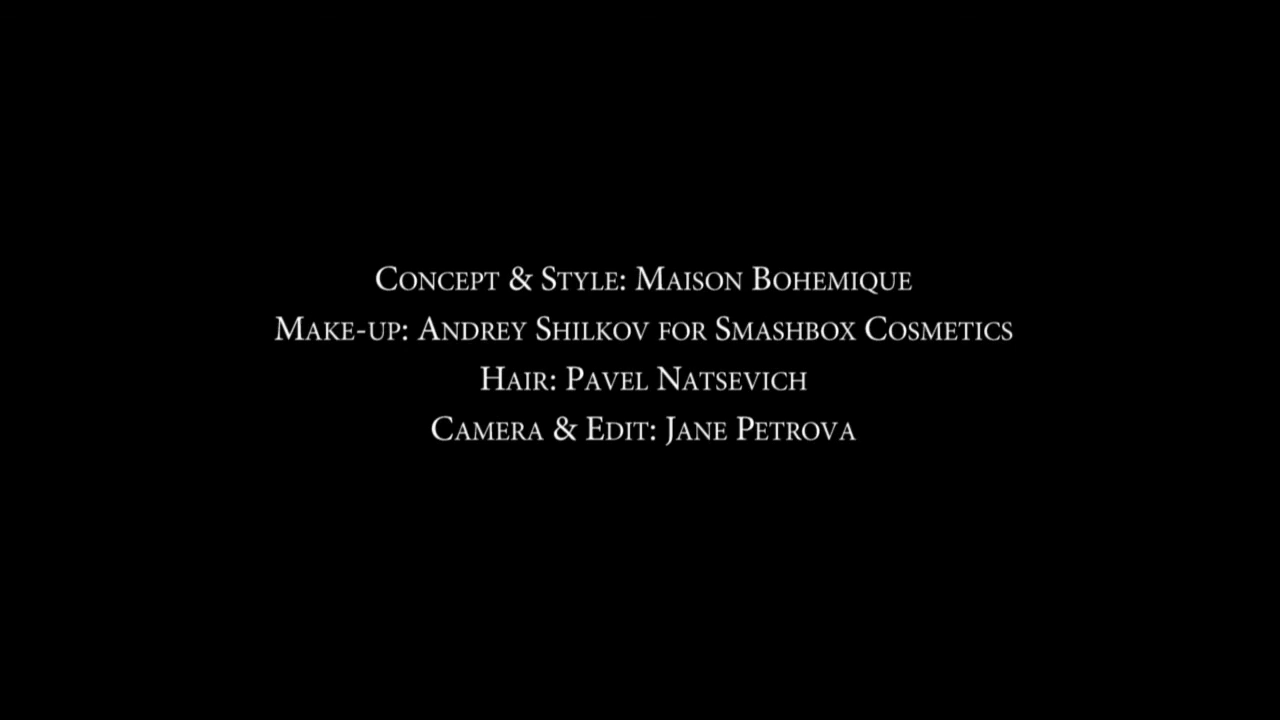 Concept & Style: Maison Bohemique
Make-up: Andrey Shilkov for Smashbox Cosmetics
Hair: Pavel Natsevich
Camera & Edit: Jane Petrova